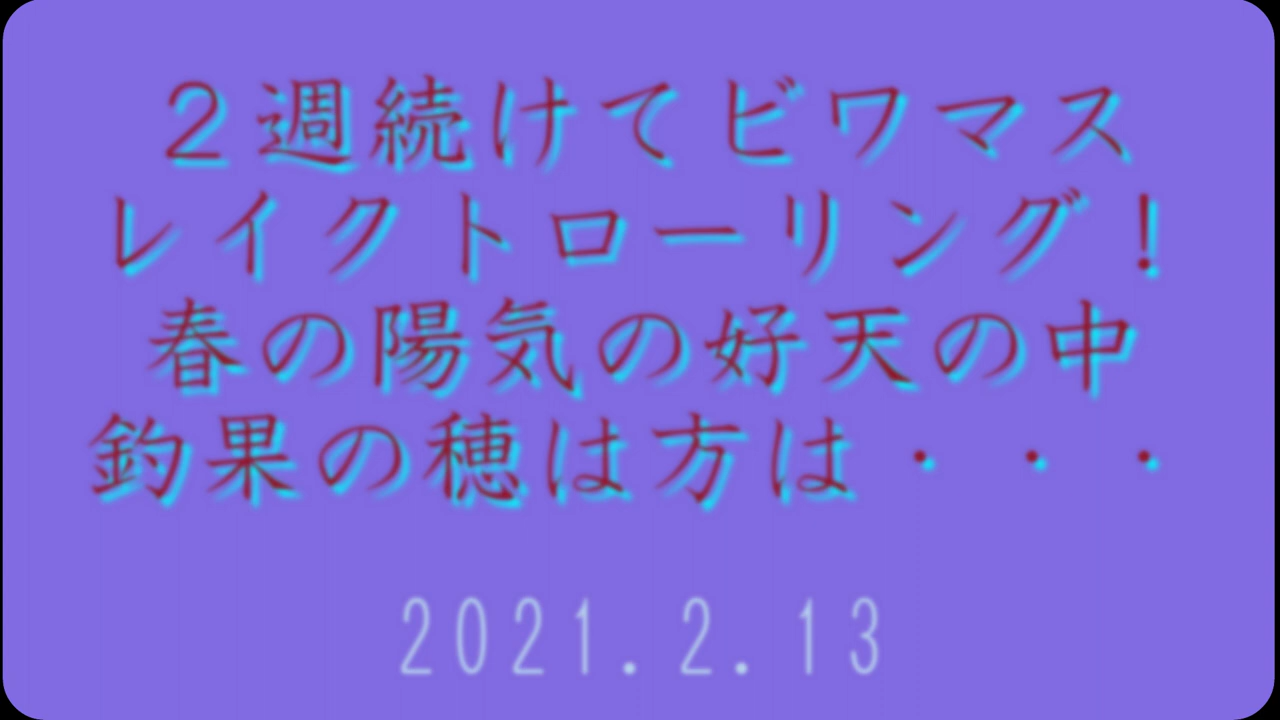 ２週続けてビワマス
レイクトローリング！
春の陽気の好天の中
釣果の穂は方は・・・
2021.2.13